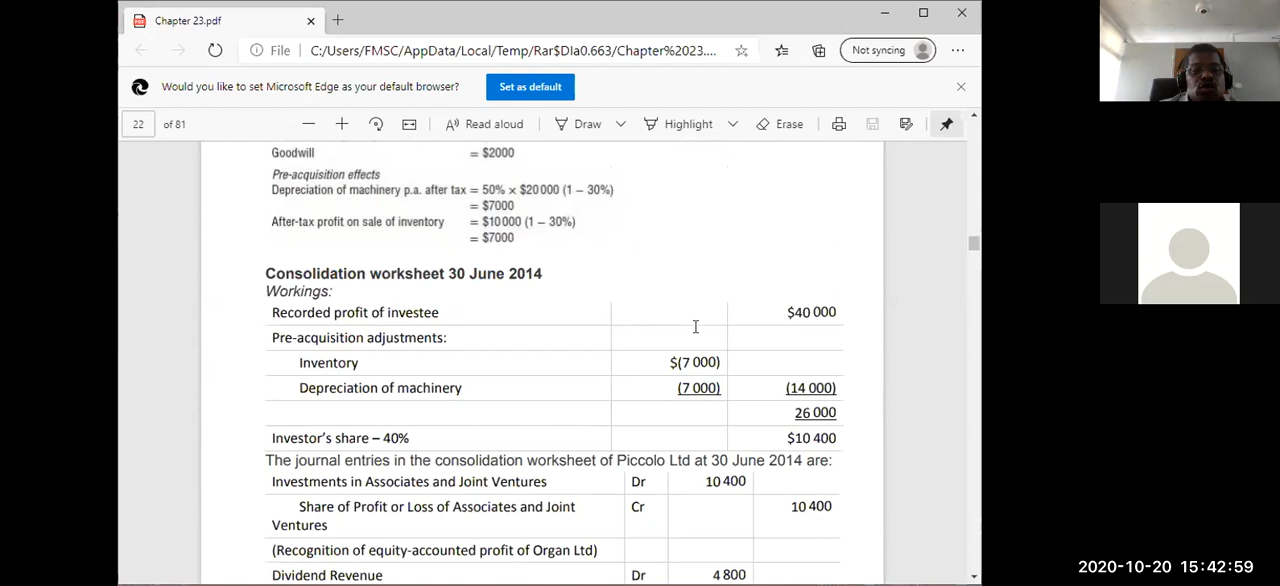 Chapter 23.pdf
File C:/Users/FMSC/AppData/Local/Temp/Rar$DIa0.663/Chapter%2023.... Not syncing
Would you like to set Microsoft Edge as your default browser? Set as default
22 of 81 Read aloud Draw Highlight Erase
Goodwill = $2000
Pre-acquisition effects
Depreciation of machinery p.a. after tax = 50% × $20 000 (1 – 30%)
= $7000
After-tax profit on sale of inventory = $10 000 (1 – 30%)
= $7000
Consolidation worksheet 30 June 2014
Workings:
Recorded profit of investee $40 000
Pre-acquisition adjustments:
Inventory $(7 000)
Depreciation of machinery (7 000) (14 000)
26 000
Investor's share – 40% $10 400
The journal entries in the consolidation worksheet of Piccolo Ltd at 30 June 2014 are:
Investments in Associates and Joint Ventures Dr 10 400
Share of Profit or Loss of Associates and Joint Cr 10 400
Ventures
(Recognition of equity-accounted profit of Organ Ltd)
Dividend Revenue Dr 4 800
2020-10-20 15:42:59